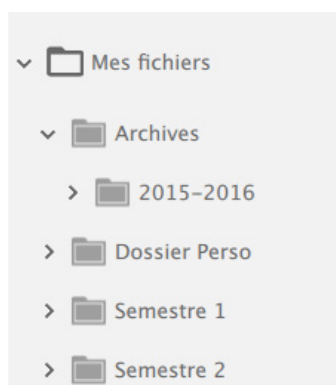 Mes fichiers
Archives
2015-2016
Dossier Perso
Semestre 1
Semestre 2